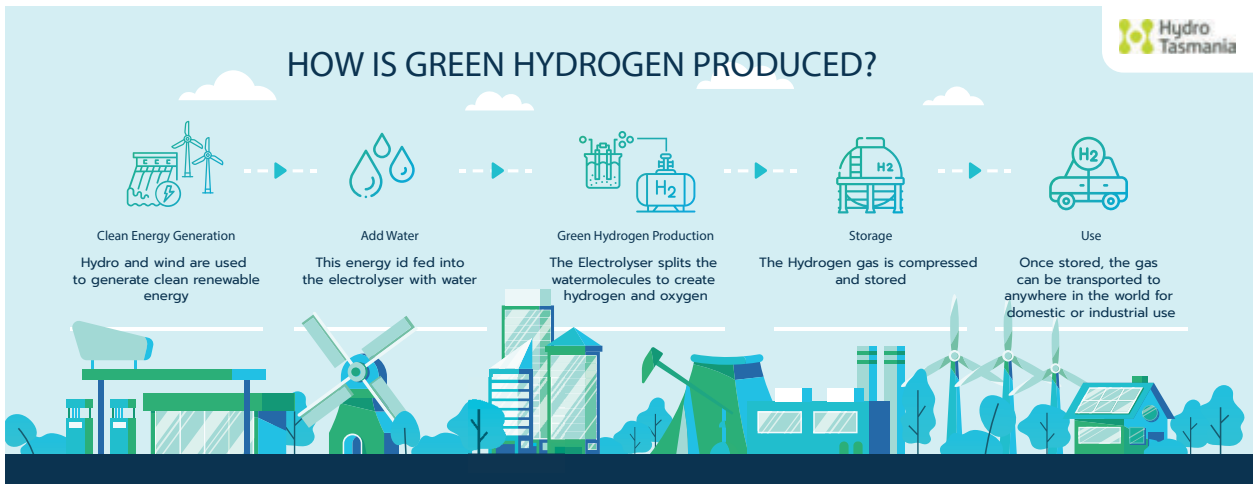 Hydro
Tasmania
HOW IS GREEN HYDROGEN PRODUCED?
H2
H2
H2
Clean Energy Generation
Hydro and wind are used
to generate clean renewable
energy
Add Water
This energy id fed into
the electrolyser with water
Green Hydrogen Production
The Electrolyser splits the
watermolecules to create
hydrogen and oxygen
Storage
The Hydrogen gas is compressed
and stored
Use
Once stored, the gas
can be transported to
anywhere in the world for
domestic or industrial use